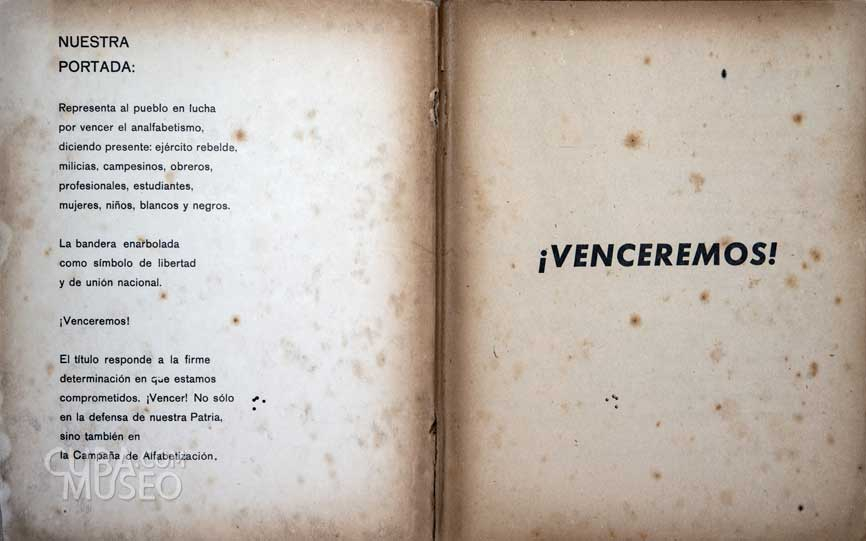 NUESTRA
PORTADA:
Representa al pueblo en lucha
por vencer el analfabetismo,
diciendo presente: ejército rebelde,
milicias, campesinos, obreros,
profesionales, estudiantes,
mujeres, niños, blancos y negros.
La bandera enarbolada
como símbolo de libertad
y de unión nacional.
¡Venceremos!
El título responde a la firme
determinación en que estamos
comprometidos. ¡Vencer! No sólo
en la defensa de nuestra Patria,
sino también en
la Campaña de Alfabetización.
CUBA.com
MUSEO
¡VENCEREMOS!